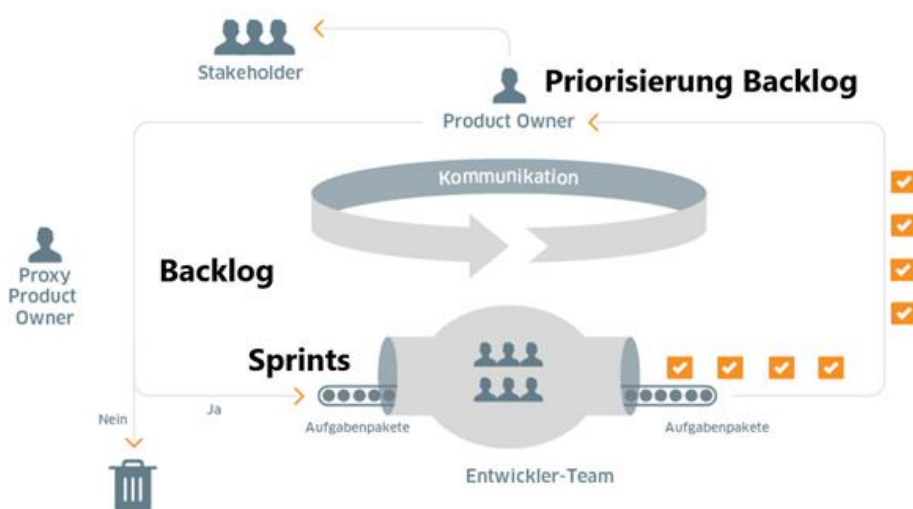 Stakeholder
Priorisierung Backlog
Product Owner
Kommunikation
Proxy
Product
Owner
Backlog
Sprints
Nein
Ja
Aufgabenpakete
Aufgabenpakete
Entwickler-Team